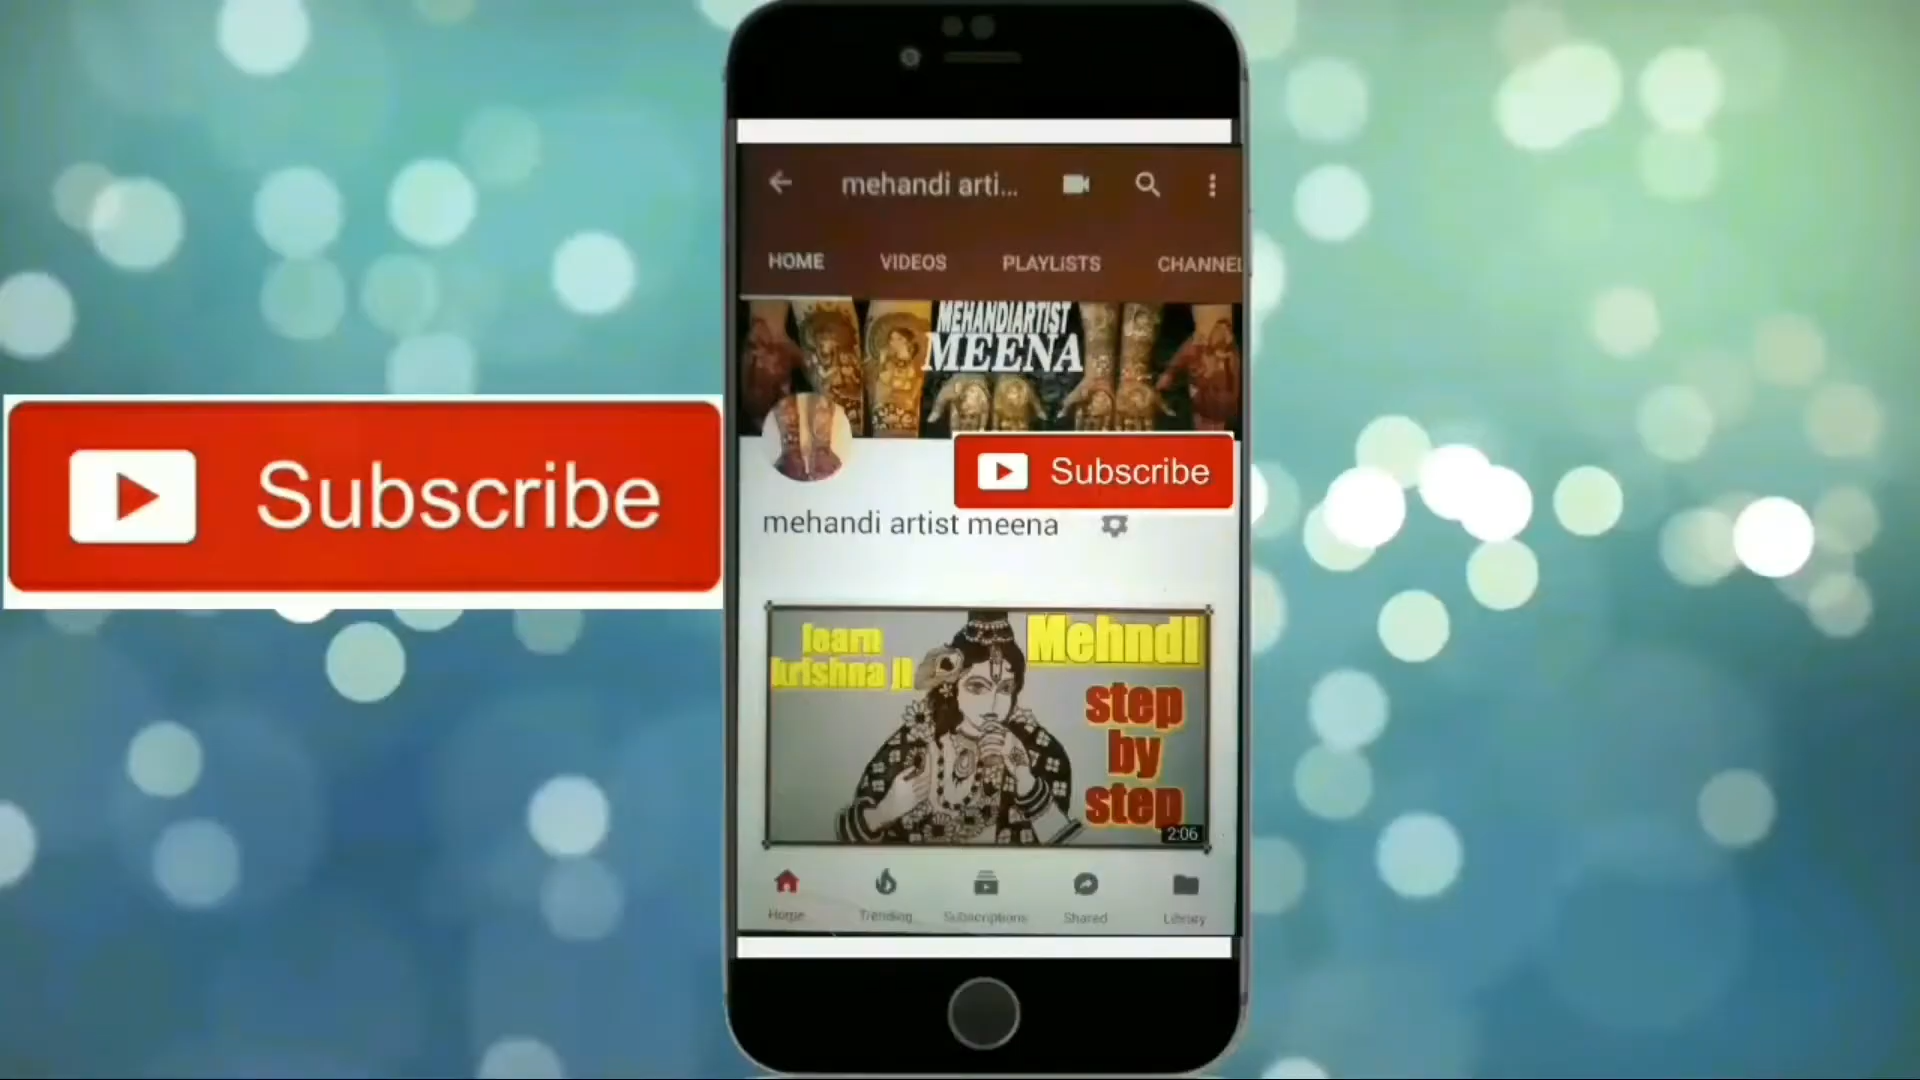 mehandi arti...
HOME VIDEOS PLAYLISTS CHANNEL
MEHANDIARTIST
MEENA
Subscribe
Subscribe
mehandi artist meena
learn
krishna ji
Mehndi
step
by
step
2:06
Home Trending Subscriptions Shared Library